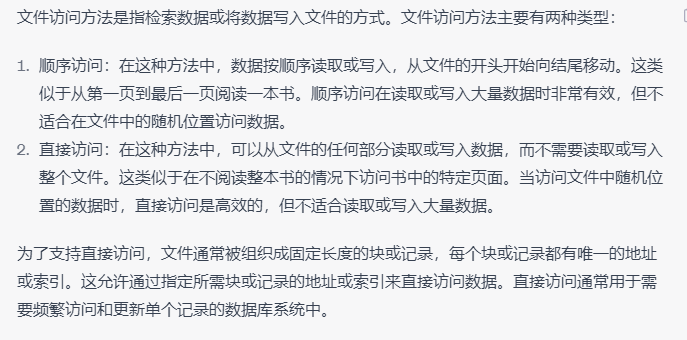 文件访问方法是指检索数据或将数据写入文件的方式。文件访问方法主要有两种类型：
1. 顺序访问：在这种方法中，数据按顺序读取或写入，从文件的开头开始向结尾移动。这类
似于从第一页到最后一页阅读一本书。顺序访问在读取或写入大量数据时非常有效，但不
适合在文件中的随机位置访问数据。
2. 直接访问：在这种方法中，可以从文件的任何部分读取或写入数据，而不需要读取或写入
整个文件。这类似于在不阅读整本书的情况下访问书中的特定页面。当访问文件中随机位
置的数据时，直接访问是高效的，但不适合读取或写入大量数据。
为了支持直接访问，文件通常被组织成固定长度的块或记录，每个块或记录都有唯一的地址
或索引。这允许通过指定所需块或记录的地址或索引来直接访问数据。直接访问通常用于需
要频繁访问和更新单个记录的数据库系统中。